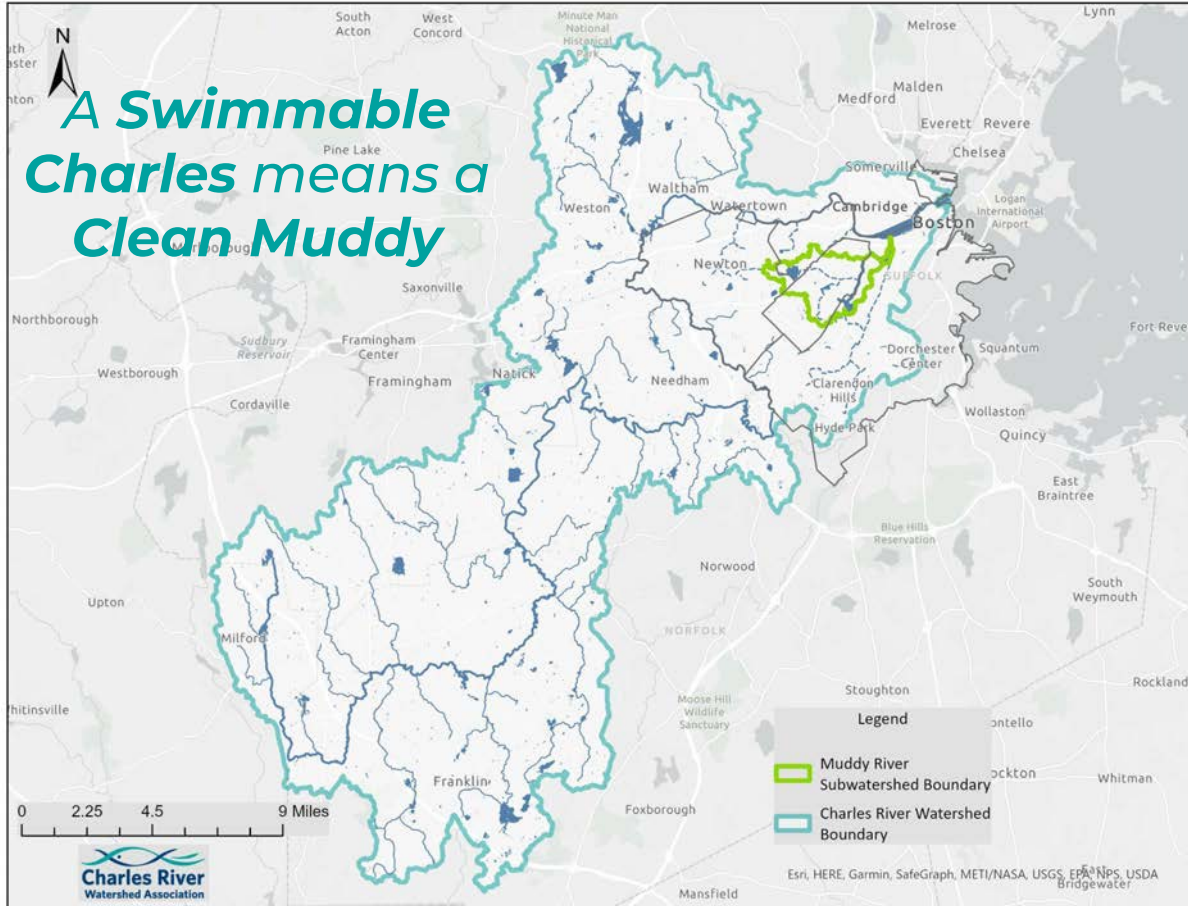 N
A Swimmable
Charles means a
Clean Muddy
South
Acton
West
Concord
Minute Man
National
Historical
Park
Melrose
Lynn
Malden
Medford
Everett
Revere
Chelsea
Somerville
Pine Lake
Waltham
Watertown
Cambridge
Boston
Logan
International
Airport
Weston
Newton
SUFFOLK
Saxonville
Northborough
Sudbury
Reservoir
Framingham
Center
Westborough
Framingham
Natick
Cordaville
Needham
Dorchester
Center
Squantum
Clarendon
Hills
Hyde Park
Wollaston
Quincy
East
Braintree
Blue Hills
Reservation
Norwood
South
Weymouth
Upton
NORFOLK
Milford
Moose Hill
Wildlife
Sanctuary
Stoughton
Rockland
Whitman
Franklin
Foxborough
Mansfield
East
Bridgewater
Legend
Muddy River
Subwatershed Boundary
Charles River Watershed
Boundary
0 2.25 4.5 9 Miles
Charles River
Watershed Association
Esri, HERE, Garmin, SafeGraph, METI/NASA, USGS, EPA, NPS, USDA